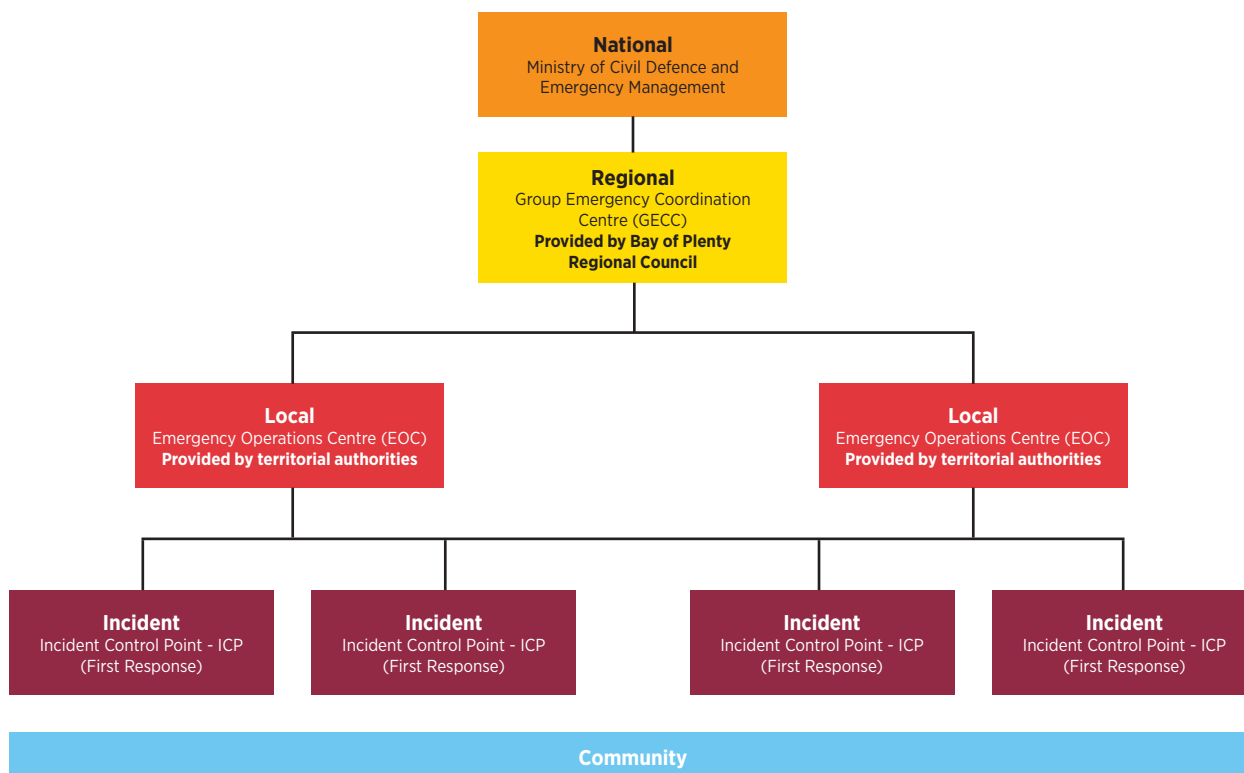 National
Ministry of Civil Defence and
Emergency Management
Regional
Group Emergency Coordination
Centre (GECC)
Provided by Bay of Plenty
Regional Council
Local
Emergency Operations Centre (EOC)
Provided by territorial authorities
Local
Emergency Operations Centre (EOC)
Provided by territorial authorities
Incident
Incident Control Point - ICP
(First Response)
Incident
Incident Control Point - ICP
(First Response)
Incident
Incident Control Point - ICP
(First Response)
Incident
Incident Control Point - ICP
(First Response)
Community